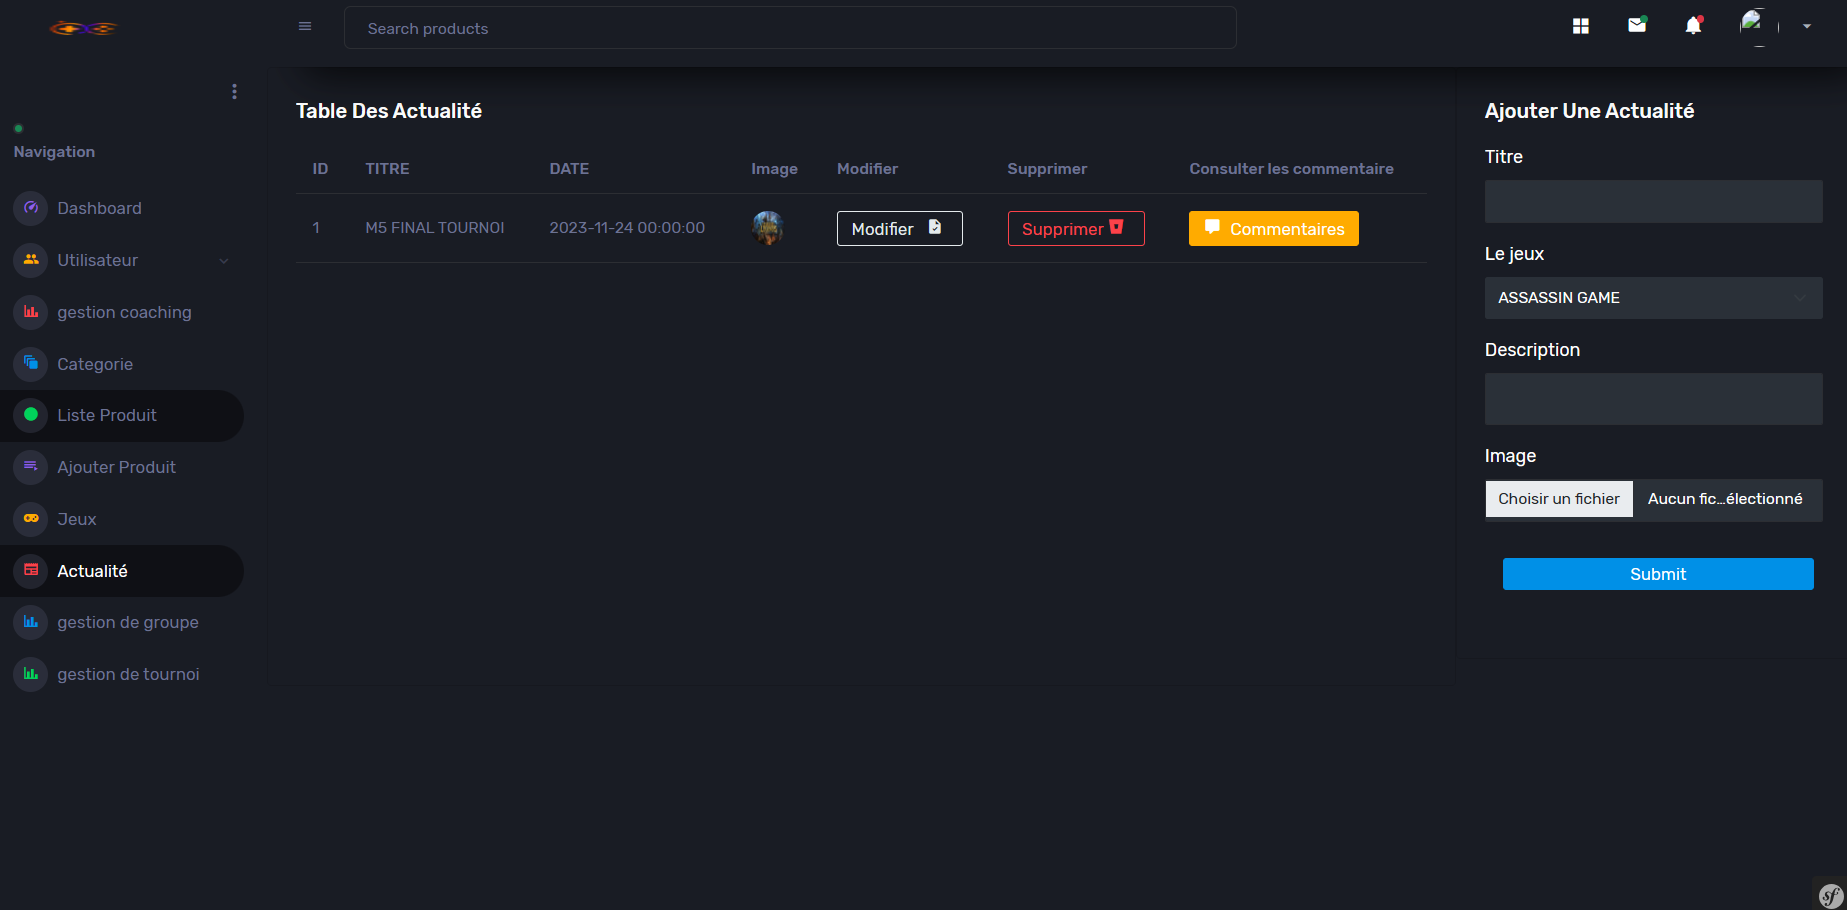 Search products
Navigation
Dashboard
Utilisateur
gestion coaching
Categorie
Liste Produit
Ajouter Produit
Jeux
Actualité
gestion de groupe
gestion de tournoi
Table Des Actualité
ID TITRE DATE Image Modifier Supprimer Consulter les commentaire
1 M5 FINAL TOURNOI 2023-11-24 00:00:00 Modifier Supprimer Commentaires
Ajouter Une Actualité
Titre
Le jeux
ASSASSIN GAME
Description
Image
Choisir un fichier Aucun fic...électionné
Submit
sf